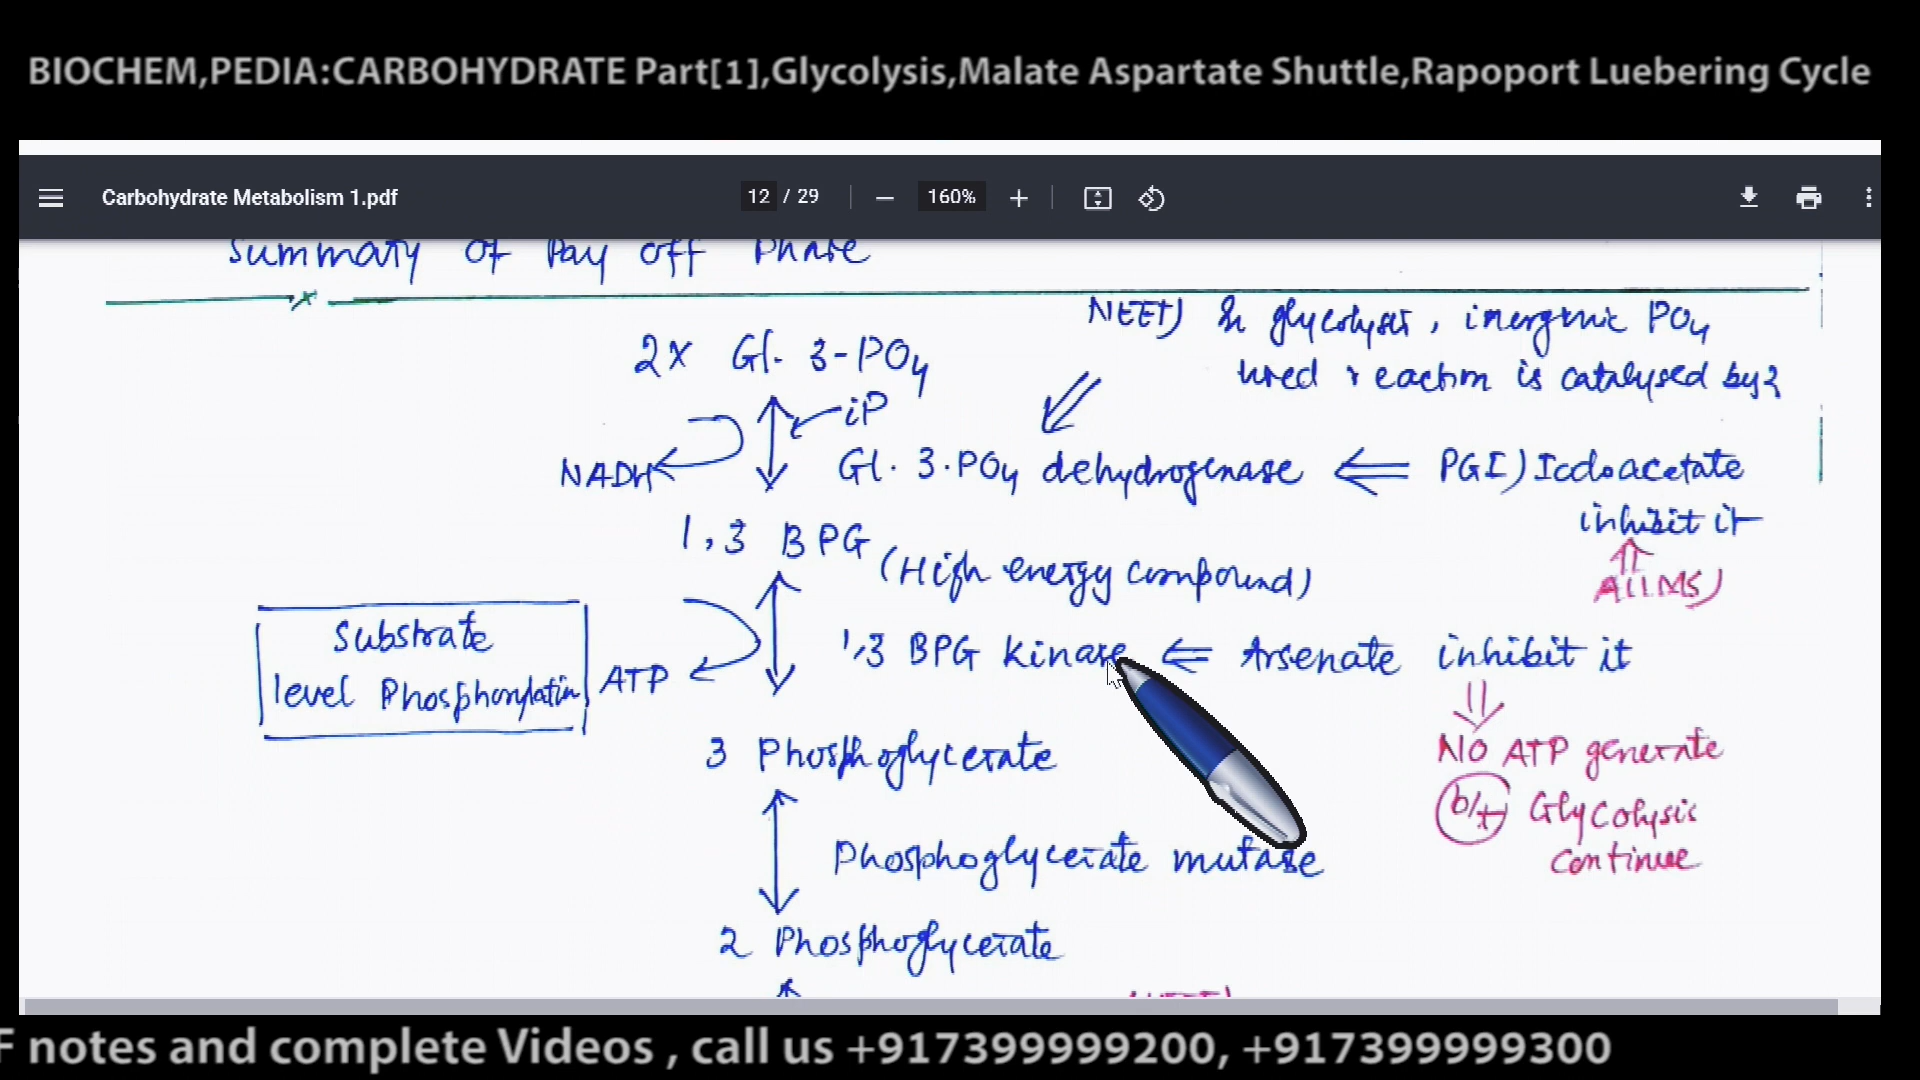 BIOCHEM,PEDIA:CARBOHYDRATE Part[1],Glycolysis,Malate Aspartate Shuttle,Rapoport Luebering Cycle
Carbohydrate Metabolism 1.pdf
12 / 29
160%
Summary of Pay off Phase
NEET) In glycolysis, inorgnic PO4
used reaction is catalysed by?
2x Gl. 3-PO4
iP
NADH
Gl. 3.PO4 dehydrogenase ⇐ PGI) Iodoacetate
inhibit it
AIIMS)
1,3 BPG
(High energy compound)
Substrate
level Phosphorylatin
ATP
1,3 BPG kinase ⇐ Arsenate inhibit it
NO ATP generate
b/t Glycolysis
continue
3 Phosphoglycerate
Phosphoglycerate mutase
2 Phosphoglycerate
F notes and complete Videos , call us +917399999200, +917399999300